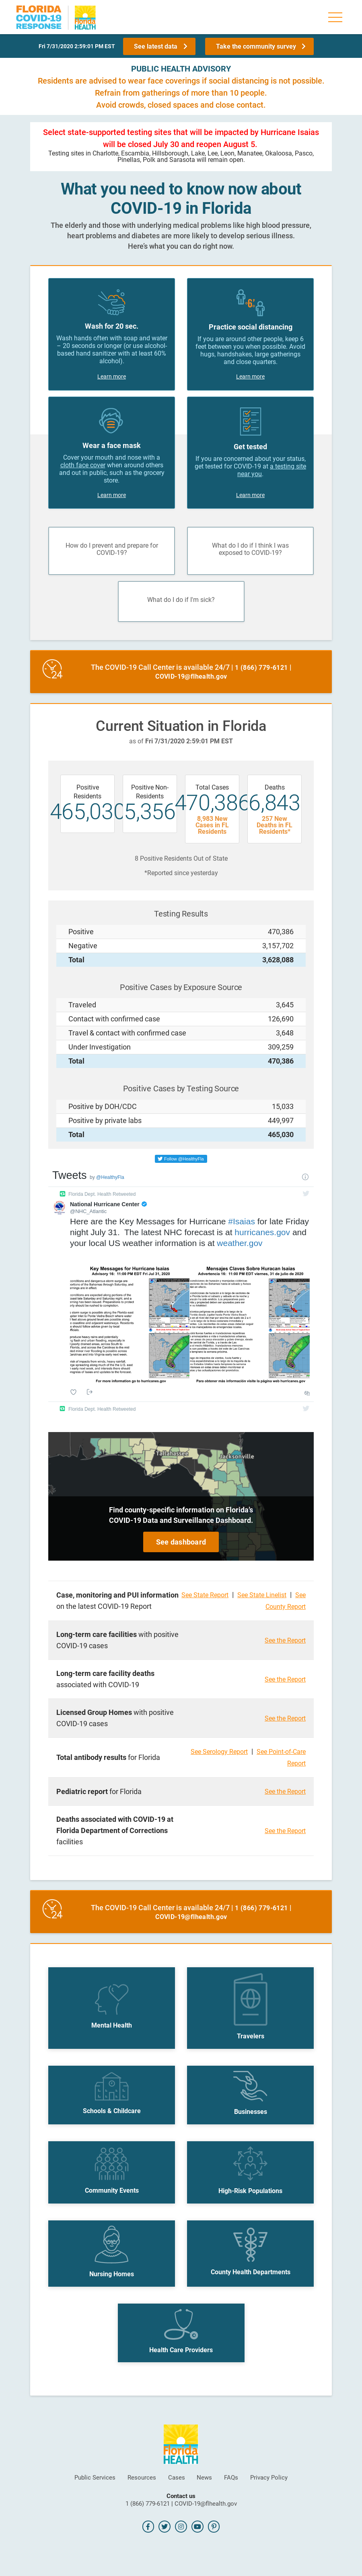 FLORIDA
COVID-19
RESPONSE
Florida
HEALTH
Fri 7/31/2020 2:59:01 PM EST
See latest data
Take the community survey
PUBLIC HEALTH ADVISORY
Residents are advised to wear face coverings if social distancing is not possible.
Refrain from gatherings of more than 10 people.
Avoid crowds, closed spaces and close contact.
Select state-supported testing sites that will be impacted by Hurricane Isaias
will be closed July 30 and reopen August 5.
Testing sites in Charlotte, Escambia, Hillsborough, Lake, Lee, Leon, Manatee, Okaloosa, Pasco,
Pinellas, Polk and Sarasota will remain open.
What you need to know now about
COVID-19 in Florida
The elderly and those with underlying medical problems like high blood pressure,
heart problems and diabetes are more likely to develop serious illness.
Here's what you can do right now.
Wash for 20 sec.
Wash hands often with soap and water
– 20 seconds or longer (or use alcohol-
based hand sanitizer with at least 60%
alcohol).
Learn more
6'
Practice social distancing
If you are around other people, keep 6
feet between you when possible. Avoid
hugs, handshakes, large gatherings
and close quarters.
Learn more
Wear a face mask
Cover your mouth and nose with a
cloth face cover when around others
and out in public, such as the grocery
store.
Learn more
Get tested
If you are concerned about your status,
get tested for COVID-19 at a testing site
near you.
Learn more
How do I prevent and prepare for
COVID-19?
What do I do if I think I was
exposed to COVID-19?
What do I do if I'm sick?
24
The COVID-19 Call Center is available 24/7 | 1 (866) 779-6121 |
COVID-19@flhealth.gov
Current Situation in Florida
as of Fri 7/31/2020 2:59:01 PM EST
Positive
Residents
465,030
Positive Non-
Residents
5,356
Total Cases
470,386
8,983 New
Cases in FL
Residents
Deaths
6,843
257 New
Deaths in FL
Residents*
8 Positive Residents Out of State
*Reported since yesterday
Testing Results
Positive 470,386
Negative 3,157,702
Total 3,628,088
Positive Cases by Exposure Source
Traveled 3,645
Contact with confirmed case 126,690
Travel & contact with confirmed case 3,648
Under Investigation 309,259
Total 470,386
Positive Cases by Testing Source
Positive by DOH/CDC 15,033
Positive by private labs 449,997
Total 465,030
Follow @HealthyFla
Tweets by @HealthyFla
Florida Dept. Health Retweeted
National Hurricane Center
@NHC_Atlantic
Here are the Key Messages for Hurricane #Isaias for late Friday
night July 31. The latest NHC forecast is at hurricanes.gov and
your local US weather information is at weather.gov
Key Messages for Hurricane Isaias
Mensajes Claves Sobre Huracan Isaias
For more information go to hurricanes.gov
Florida Dept. Health Retweeted
Tallahassee
Jacksonville
Find county-specific information on Florida's
COVID-19 Data and Surveillance Dashboard.
See dashboard
Case, monitoring and PUI information
on the latest COVID-19 Report
See State Report | See State Linelist | See
County Report
Long-term care facilities with positive
COVID-19 cases
See the Report
Long-term care facility deaths
associated with COVID-19
See the Report
Licensed Group Homes with positive
COVID-19 cases
See the Report
Total antibody results for Florida
See Serology Report | See Point-of-Care
Report
Pediatric report for Florida
See the Report
Deaths associated with COVID-19 at
Florida Department of Corrections
facilities
See the Report
24
The COVID-19 Call Center is available 24/7 | 1 (866) 779-6121 |
COVID-19@flhealth.gov
Mental Health
Travelers
Schools & Childcare
Businesses
Community Events
High-Risk Populations
Nursing Homes
County Health Departments
Health Care Providers
Florida
HEALTH
Public Services
Resources
Cases
News
FAQs
Privacy Policy
Contact us
1 (866) 779-6121 | COVID-19@flhealth.gov